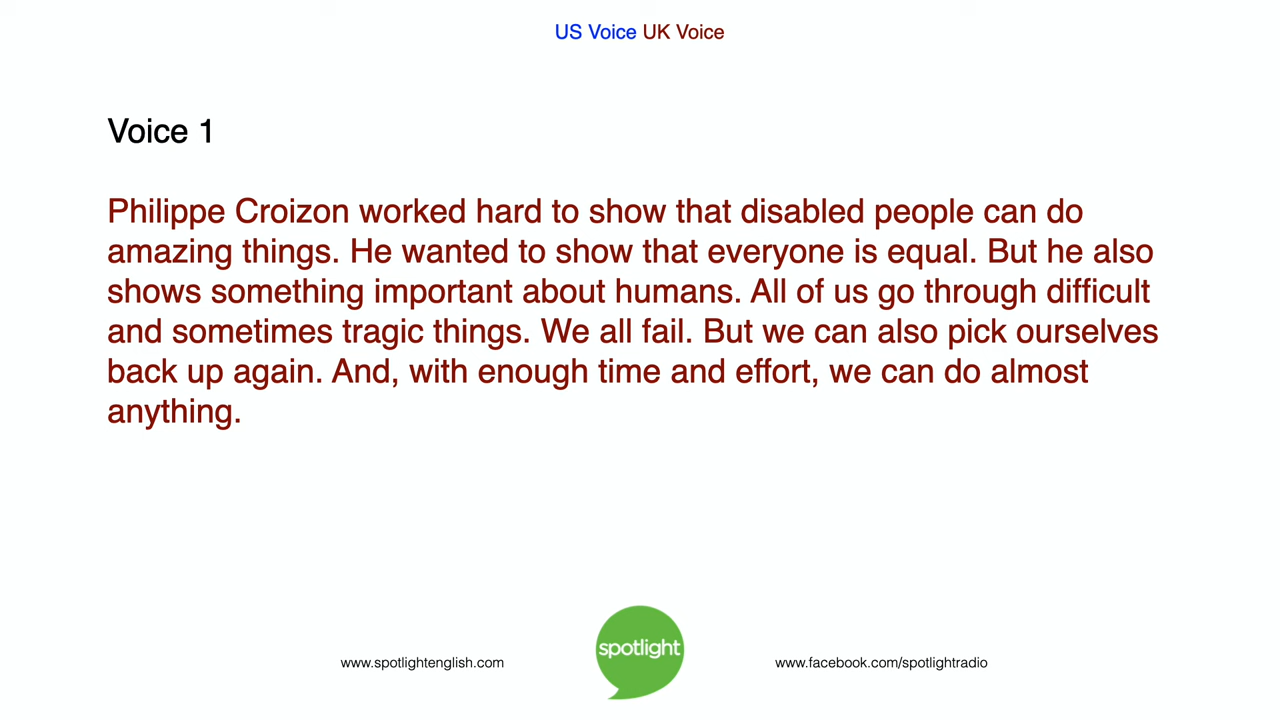 US Voice UK Voice
Voice 1
Philippe Croizon worked hard to show that disabled people can do
amazing things. He wanted to show that everyone is equal. But he also
shows something important about humans. All of us go through difficult
and sometimes tragic things. We all fail. But we can also pick ourselves
back up again. And, with enough time and effort, we can do almost
anything.
www.spotlightenglish.com
spotlight
www.facebook.com/spotlightradio